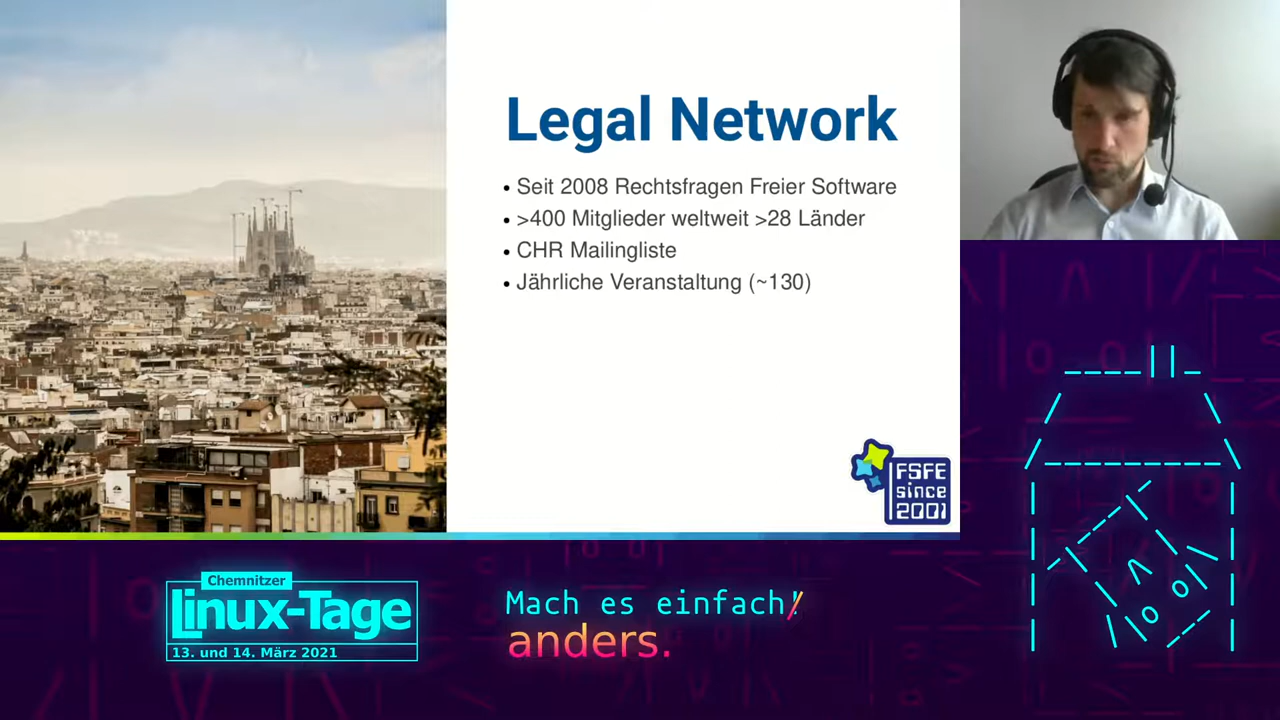 Legal Network
• Seit 2008 Rechtsfragen Freier Software
• >400 Mitglieder weltweit >28 Länder
• CHR Mailingliste
• Jährliche Veranstaltung (~130)
FSFE
since
2001
Chemnitzer
Linux-Tage
13. und 14. März 2021
Mach es einfach!
anders.